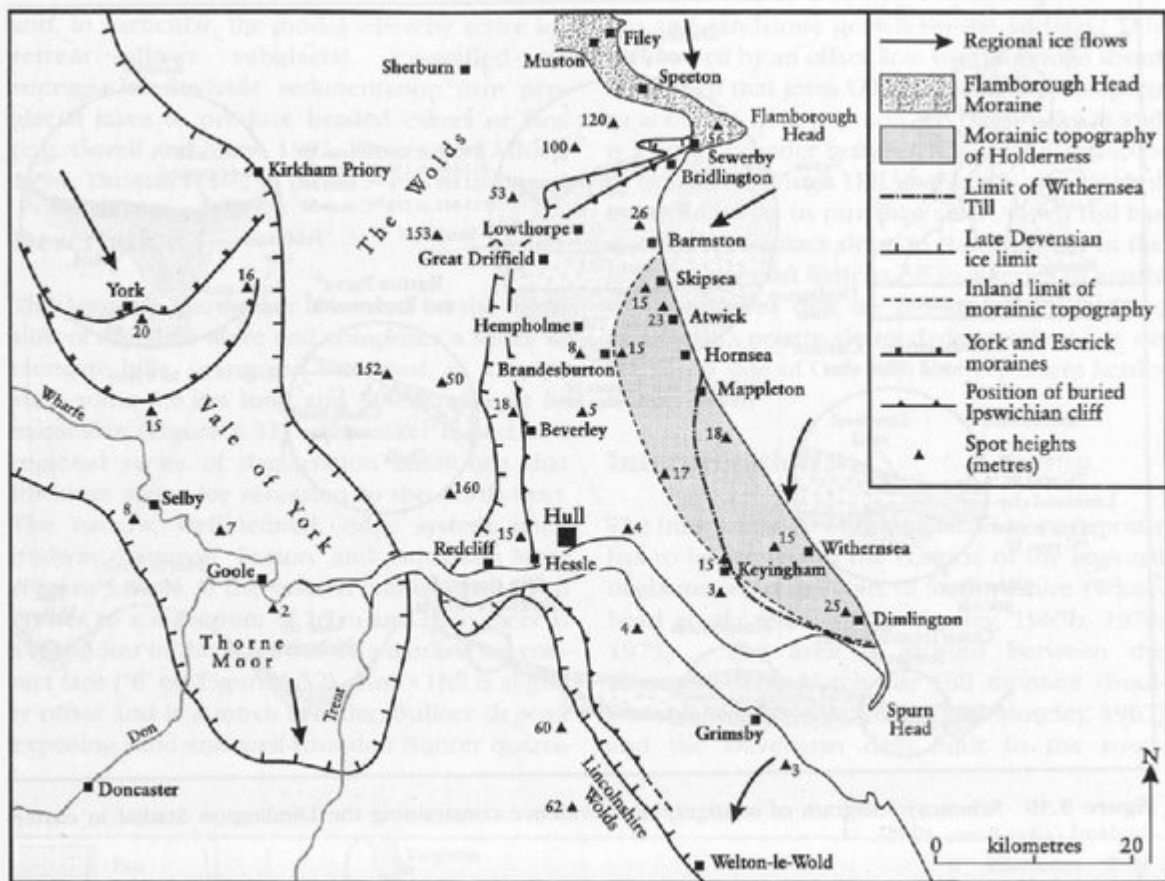 Filey
Muston
Sherburn
Speeton
120
Flamborough
Head
100
Sewerby
Bridlington
Kirkham Priory
The Wolds
53
Lowthorpe
153
26
Barmston
Great Driffield
16
York
20
Skipsea
15
Atwick
23
Hempholme
8
15
Hornsea
Brandesburton
152
50
Mappleton
Wharfe
15
Vale of York
18
5
Beverley
18
17
Selby
8
7
160
Hull
15
4
15
Withernsea
Redcliff
Hessle
Goole
15
Keyingham
3
2
25
Dimlington
Thorne
Moor
4
Trent
Don
Spurn
Head
60
Grimsby
3
Doncaster
Lincolnshire
Wolds
62
Welton-le-Wold
Regional ice flows
Flamborough Head
Moraine
Morainic topography
of Holderness
Limit of Withernsea
Till
Late Devensian
ice limit
Inland limit of
morainic topography
York and Escrick
moraines
Position of buried
Ipswichian cliff
Spot heights
(metres)
N
0 kilometres 20